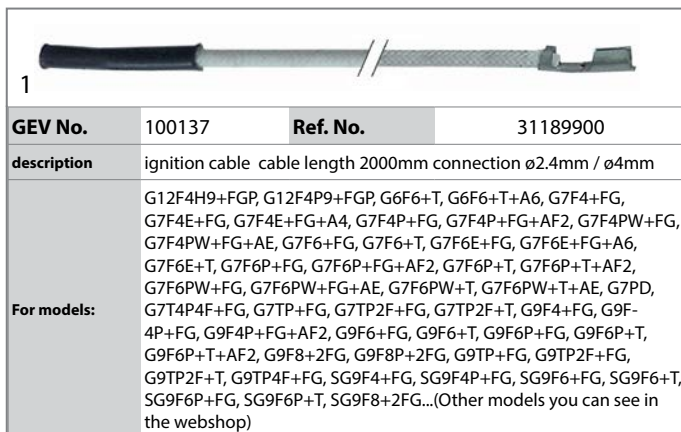 1
GEV No. 100137 Ref. No. 31189900
description ignition cable cable length 2000mm connection ø2.4mm / ø4mm
For models:
G12F4H9+FGP, G12F4P9+FGP, G6F6+T, G6F6+T+A6, G7F4+FG,
G7F4E+FG, G7F4E+FG+A4, G7F4P+FG, G7F4P+FG+AF2, G7F4PW+FG,
G7F4PW+FG+AE, G7F6+FG, G7F6+T, G7F6E+FG, G7F6E+FG+A6,
G7F6E+T, G7F6P+FG, G7F6P+FG+AF2, G7F6P+T, G7F6P+T+AF2,
G7F6PW+FG, G7F6PW+FG+AE, G7F6PW+T, G7F6PW+T+AE, G7PD,
G7T4P4F+FG, G7TP+FG, G7TP2F+FG, G7TP2F+T, G9F4+FG, G9F-
4P+FG, G9F4P+FG+AF2, G9F6+FG, G9F6+T, G9F6P+FG, G9F6P+T,
G9F6P+T+AF2, G9F8+2FG, G9F8P+2FG, G9TP+FG, G9TP2F+FG,
G9TP2F+T, G9TP4F+FG, SG9F4+FG, SG9F4P+FG, SG9F6+FG, SG9F6+T,
SG9F6P+FG, SG9F6P+T, SG9F8+2FG...(Other models you can see in
the webshop)